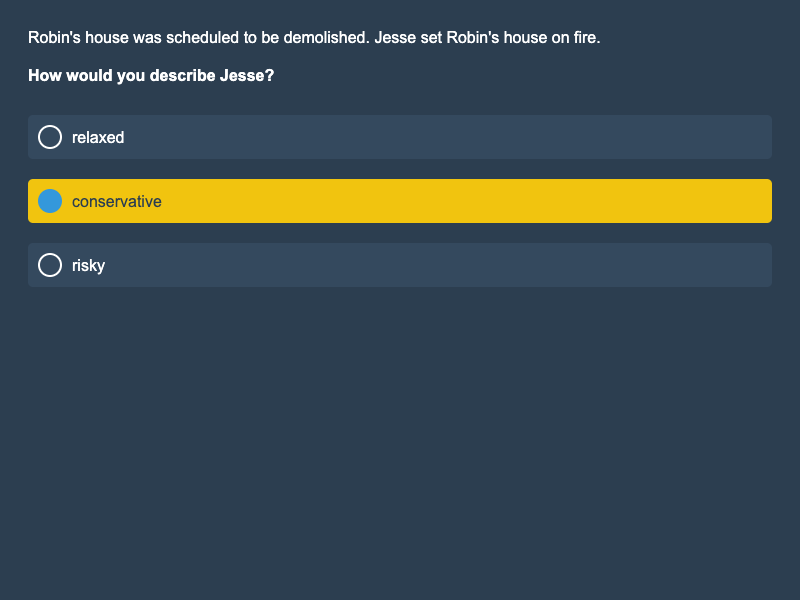 Robin's house was scheduled to be demolished. Jesse set Robin's house on fire.
How would you describe Jesse?
relaxed
conservative
risky